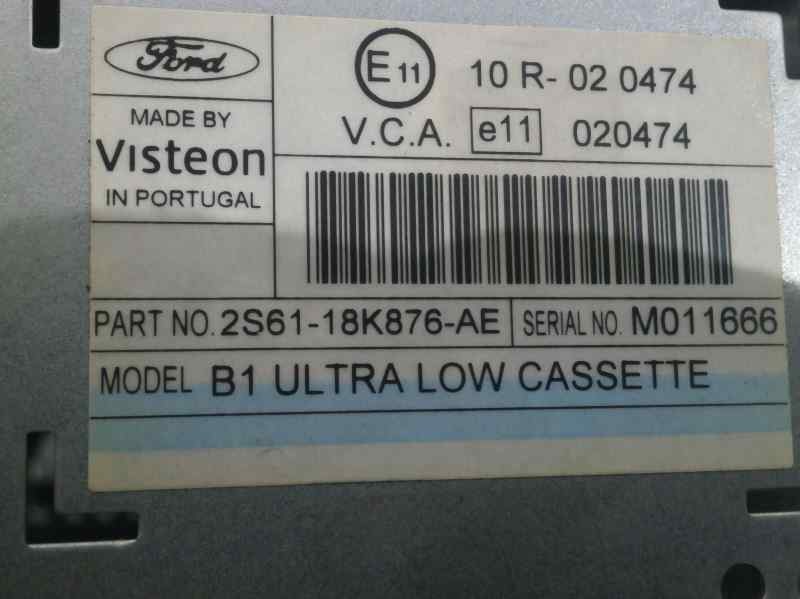 Ford
MADE BY
Visteon
IN PORTUGAL
E 11 10 R- 02 0474
V.C.A. e11 020474
PART NO. 2S61-18K876-AE SERIAL NO. M011666
MODEL B1 ULTRA LOW CASSETTE